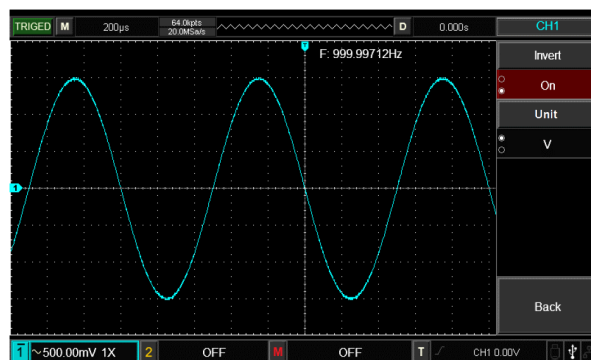 TRIGED M 200μs 64.0kpts D 0.000s CH1
20.0MSa/s
T
F: 999.99712Hz
Invert
On
Unit
1
V
Back
1 ~500.00mV 1X 2 OFF M OFF T CH1 0.00V